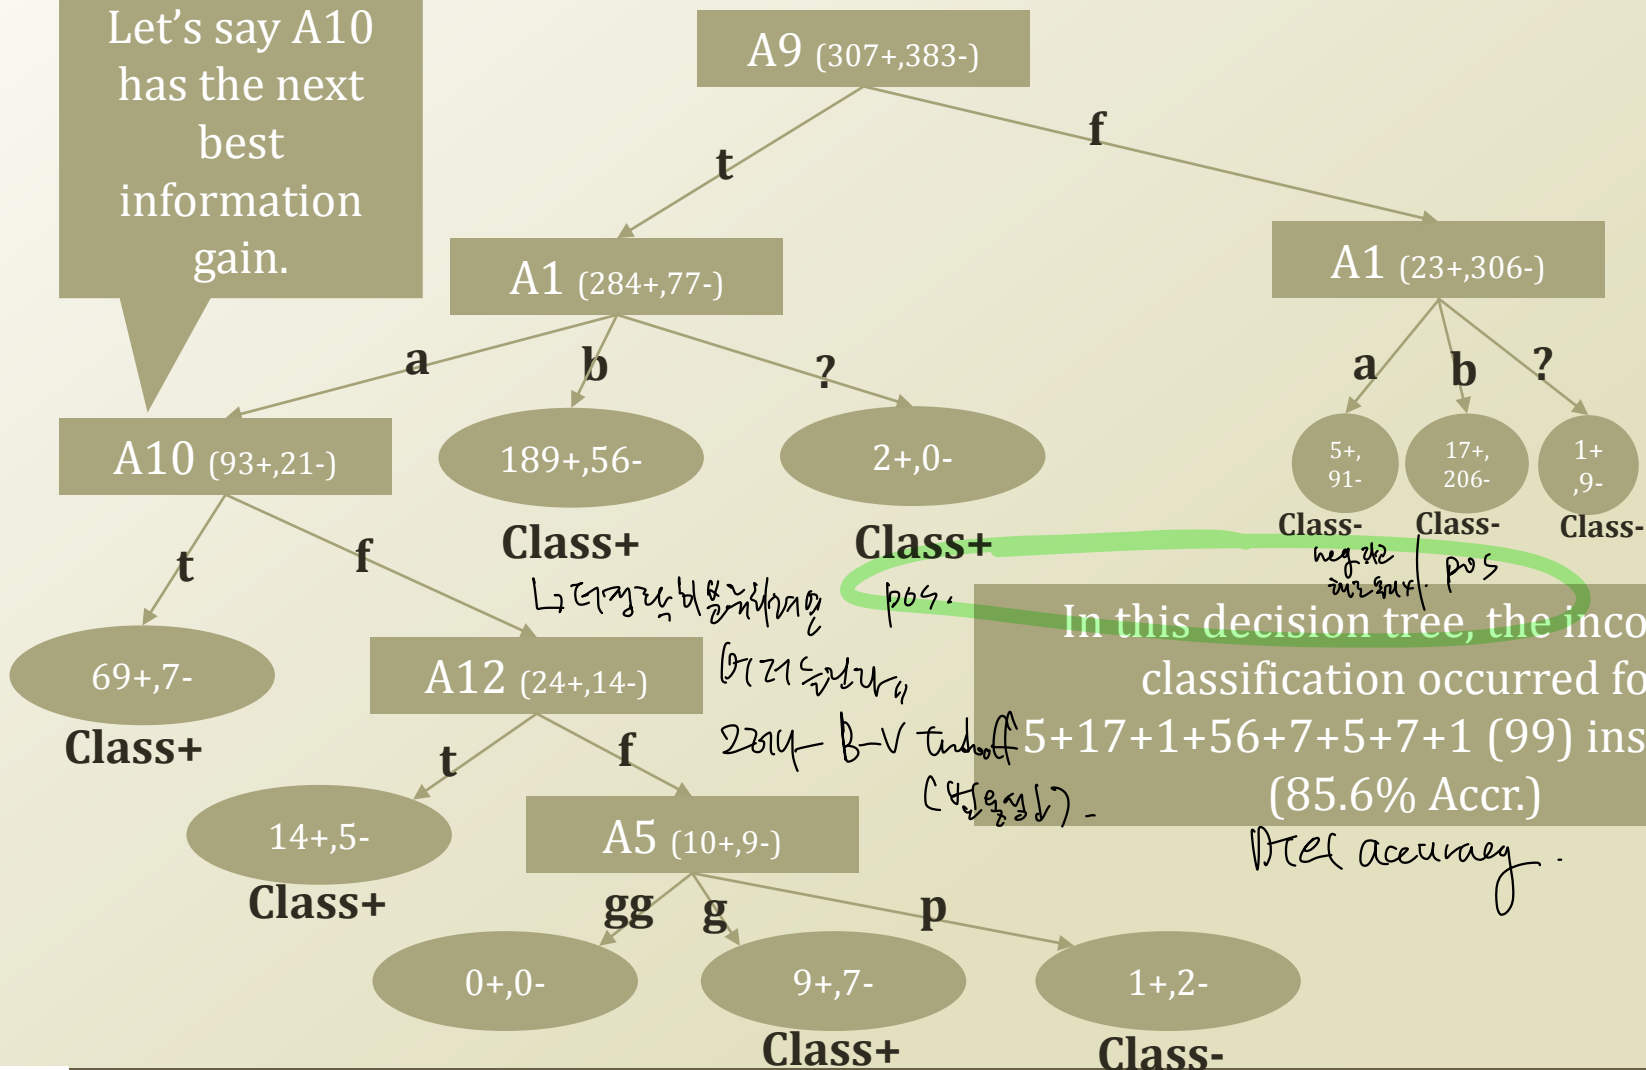 Let’s say A10
has the next
best
information
gain.
A9 (307+,383-)
t
f
A1 (284+,77-)
A1 (23+,306-)
a
b
?
a
b
?
A10 (93+,21-)
189+,56-
2+,0-
5+,
91-
17+,
206-
1+
,9-
Class+
Class+
Class-
Class-
Class-
t
f
neg
pos
pos.
69+,7-
Class+
A12 (24+,14-)
In this decision tree, the inco
classification occurred fo
5+17+1+56+7+5+7+1 (99) ins
(85.6% Accr.)
B-V
accuracy.
t
f
14+,5-
Class+
A5 (10+,9-)
gg
g
p
0+,0-
9+,7-
1+,2-
Class+
Class-